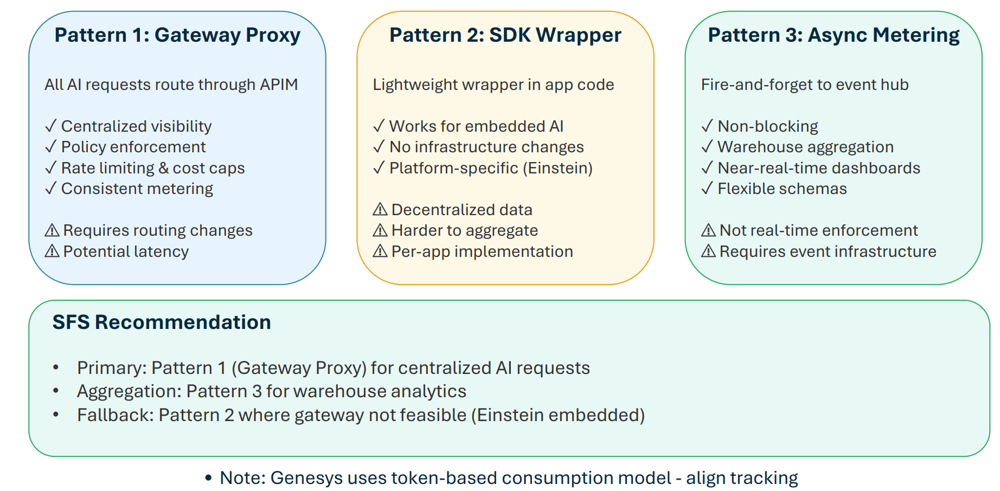 Pattern 1: Gateway Proxy
All AI requests route through APIM
✓ Centralized visibility
✓ Policy enforcement
✓ Rate limiting & cost caps
✓ Consistent metering
⚠ Requires routing changes
⚠ Potential latency
Pattern 2: SDK Wrapper
Lightweight wrapper in app code
✓ Works for embedded AI
✓ No infrastructure changes
✓ Platform-specific (Einstein)
⚠ Decentralized data
⚠ Harder to aggregate
⚠ Per-app implementation
Pattern 3: Async Metering
Fire-and-forget to event hub
✓ Non-blocking
✓ Warehouse aggregation
✓ Near-real-time dashboards
✓ Flexible schemas
⚠ Not real-time enforcement
⚠ Requires event infrastructure
SFS Recommendation
• Primary: Pattern 1 (Gateway Proxy) for centralized AI requests
• Aggregation: Pattern 3 for warehouse analytics
• Fallback: Pattern 2 where gateway not feasible (Einstein embedded)
• Note: Genesys uses token-based consumption model - align tracking